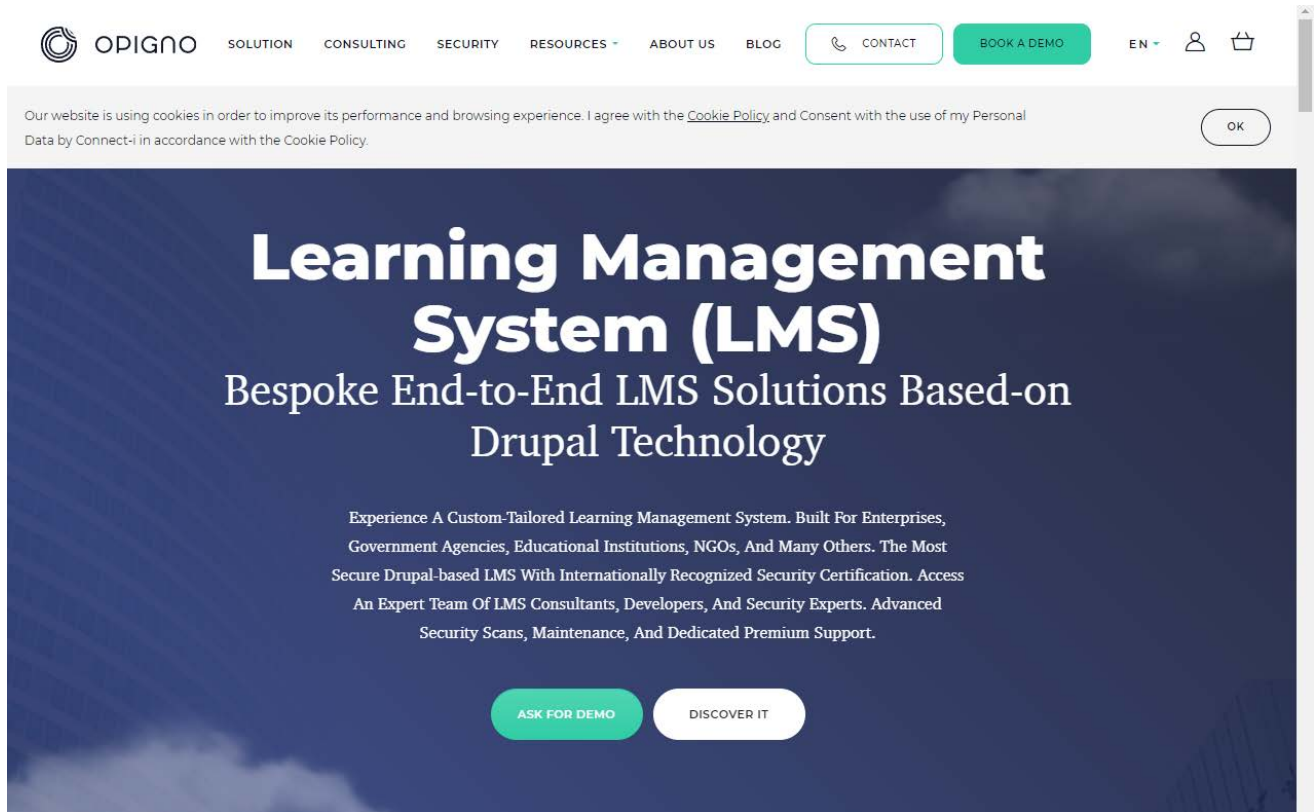 OPIGNO SOLUTION CONSULTING SECURITY RESOURCES ABOUT US BLOG CONTACT BOOK A DEMO EN
Our website is using cookies in order to improve its performance and browsing experience. I agree with the Cookie Policy and Consent with the use of my Personal
Data by Connect-i in accordance with the Cookie Policy.
OK
Learning Management
System (LMS)
Bespoke End-to-End LMS Solutions Based-on
Drupal Technology
Experience A Custom-Tailored Learning Management System. Built For Enterprises,
Government Agencies, Educational Institutions, NGOs, And Many Others. The Most
Secure Drupal-based LMS With Internationally Recognized Security Certification. Access
An Expert Team Of LMS Consultants, Developers, And Security Experts. Advanced
Security Scans, Maintenance, And Dedicated Premium Support.
ASK FOR DEMO DISCOVER IT